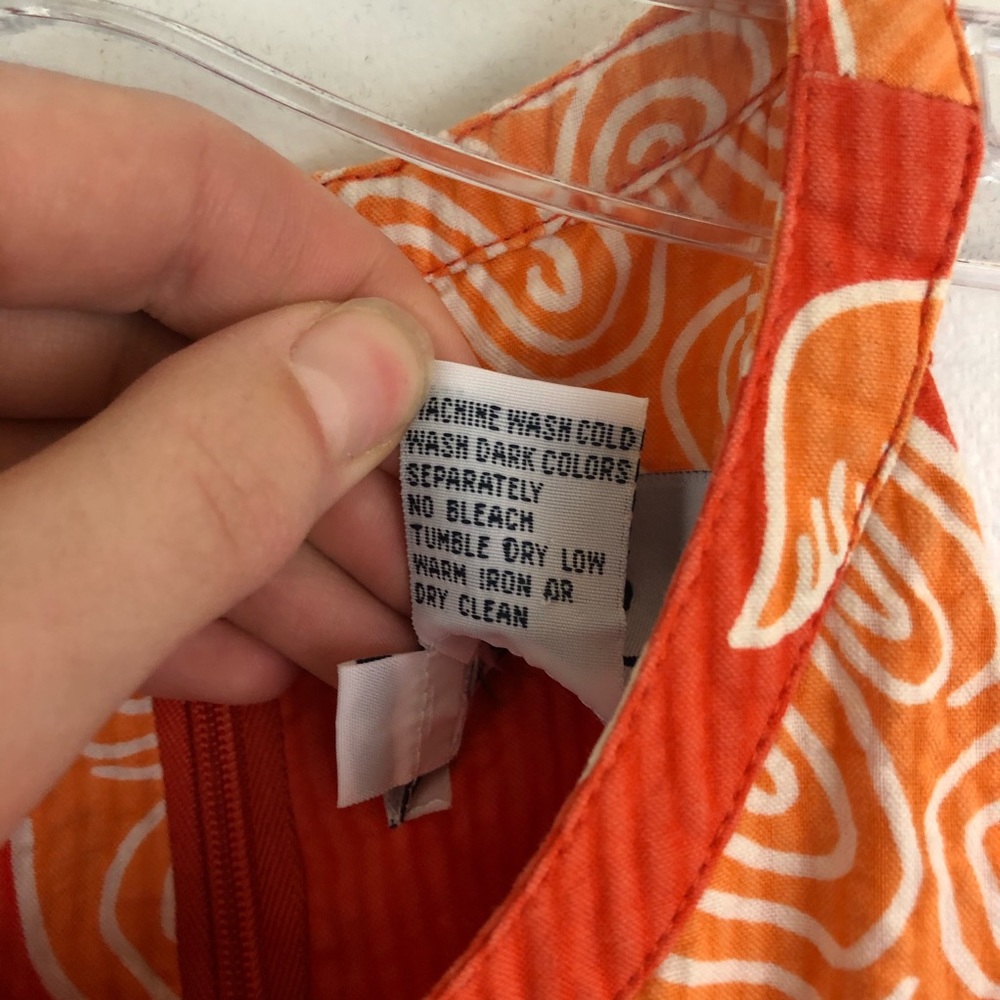 MACHINE WASH COLD
WASH DARK COLORS
SEPARATELY
NO BLEACH
TUMBLE DRY LOW
WARM IRON OR
DRY CLEAN